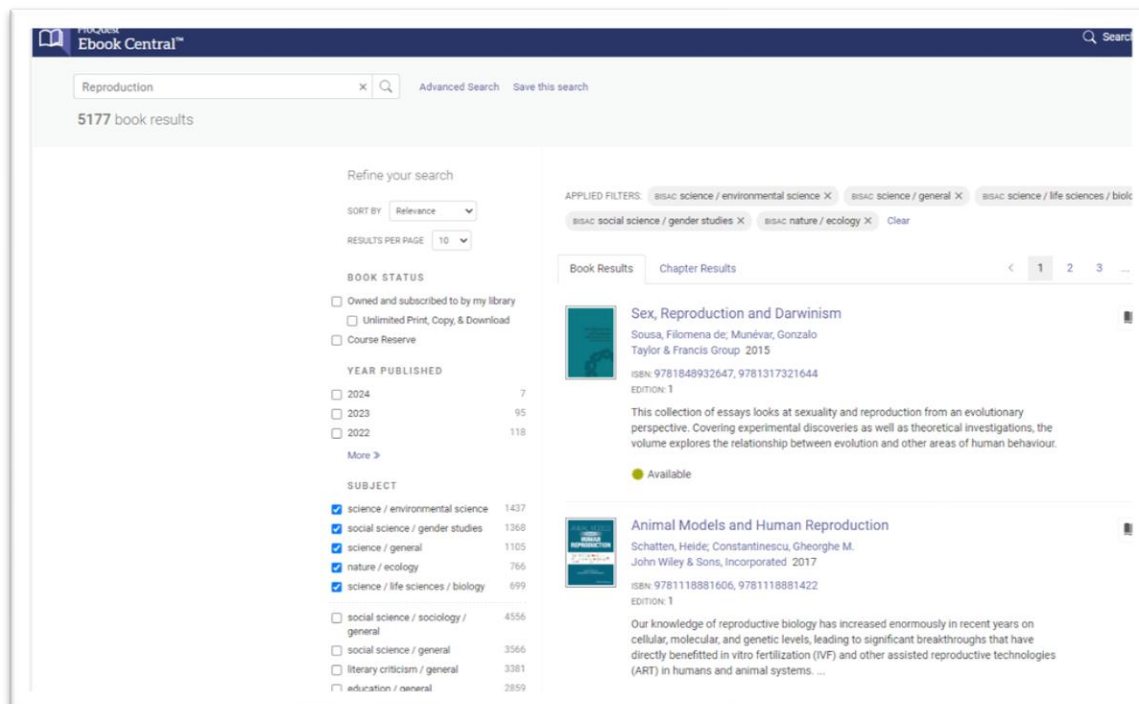 ProQuest
Ebook Central™
Search
Reproduction
Advanced Search Save this search
5177 book results
Refine your search
SORT BY Relevance
RESULTS PER PAGE 10
BOOK STATUS
Owned and subscribed to by my library
Unlimited Print, Copy, & Download
Course Reserve
YEAR PUBLISHED
2024 7
2023 95
2022 118
More »
SUBJECT
science / environmental science 1437
social science / gender studies 1368
science / general 1105
nature / ecology 766
science / life sciences / biology 699
social science / sociology / general 4556
social science / general 3566
literary criticism / general 3381
education / general 2859
APPLIED FILTERS: BISAC science / environmental science × BISAC science / general × BISAC science / life sciences /
BISAC social science / gender studies × BISAC nature / ecology × Clear
Book Results Chapter Results < 1 2 3 ...
Sex, Reproduction and Darwinism
Sousa, Filomena de; Munévar, Gonzalo
Taylor & Francis Group 2015
ISBN: 9781848932647, 9781317321644
EDITION: 1
This collection of essays looks at sexuality and reproduction from an evolutionary
perspective. Covering experimental discoveries as well as theoretical investigations, the
volume explores the relationship between evolution and other areas of human behaviour.
Available
HUMAN
REPRODUCTION
Animal Models and Human Reproduction
Schatten, Heide; Constantinescu, Gheorghe M.
John Wiley & Sons, Incorporated 2017
ISBN: 9781118881606, 9781118881422
EDITION: 1
Our knowledge of reproductive biology has increased enormously in recent years on
cellular, molecular, and genetic levels, leading to significant breakthroughs that have
directly benefitted in vitro fertilization (IVF) and other assisted reproductive technologies
(ART) in humans and animal systems. ...